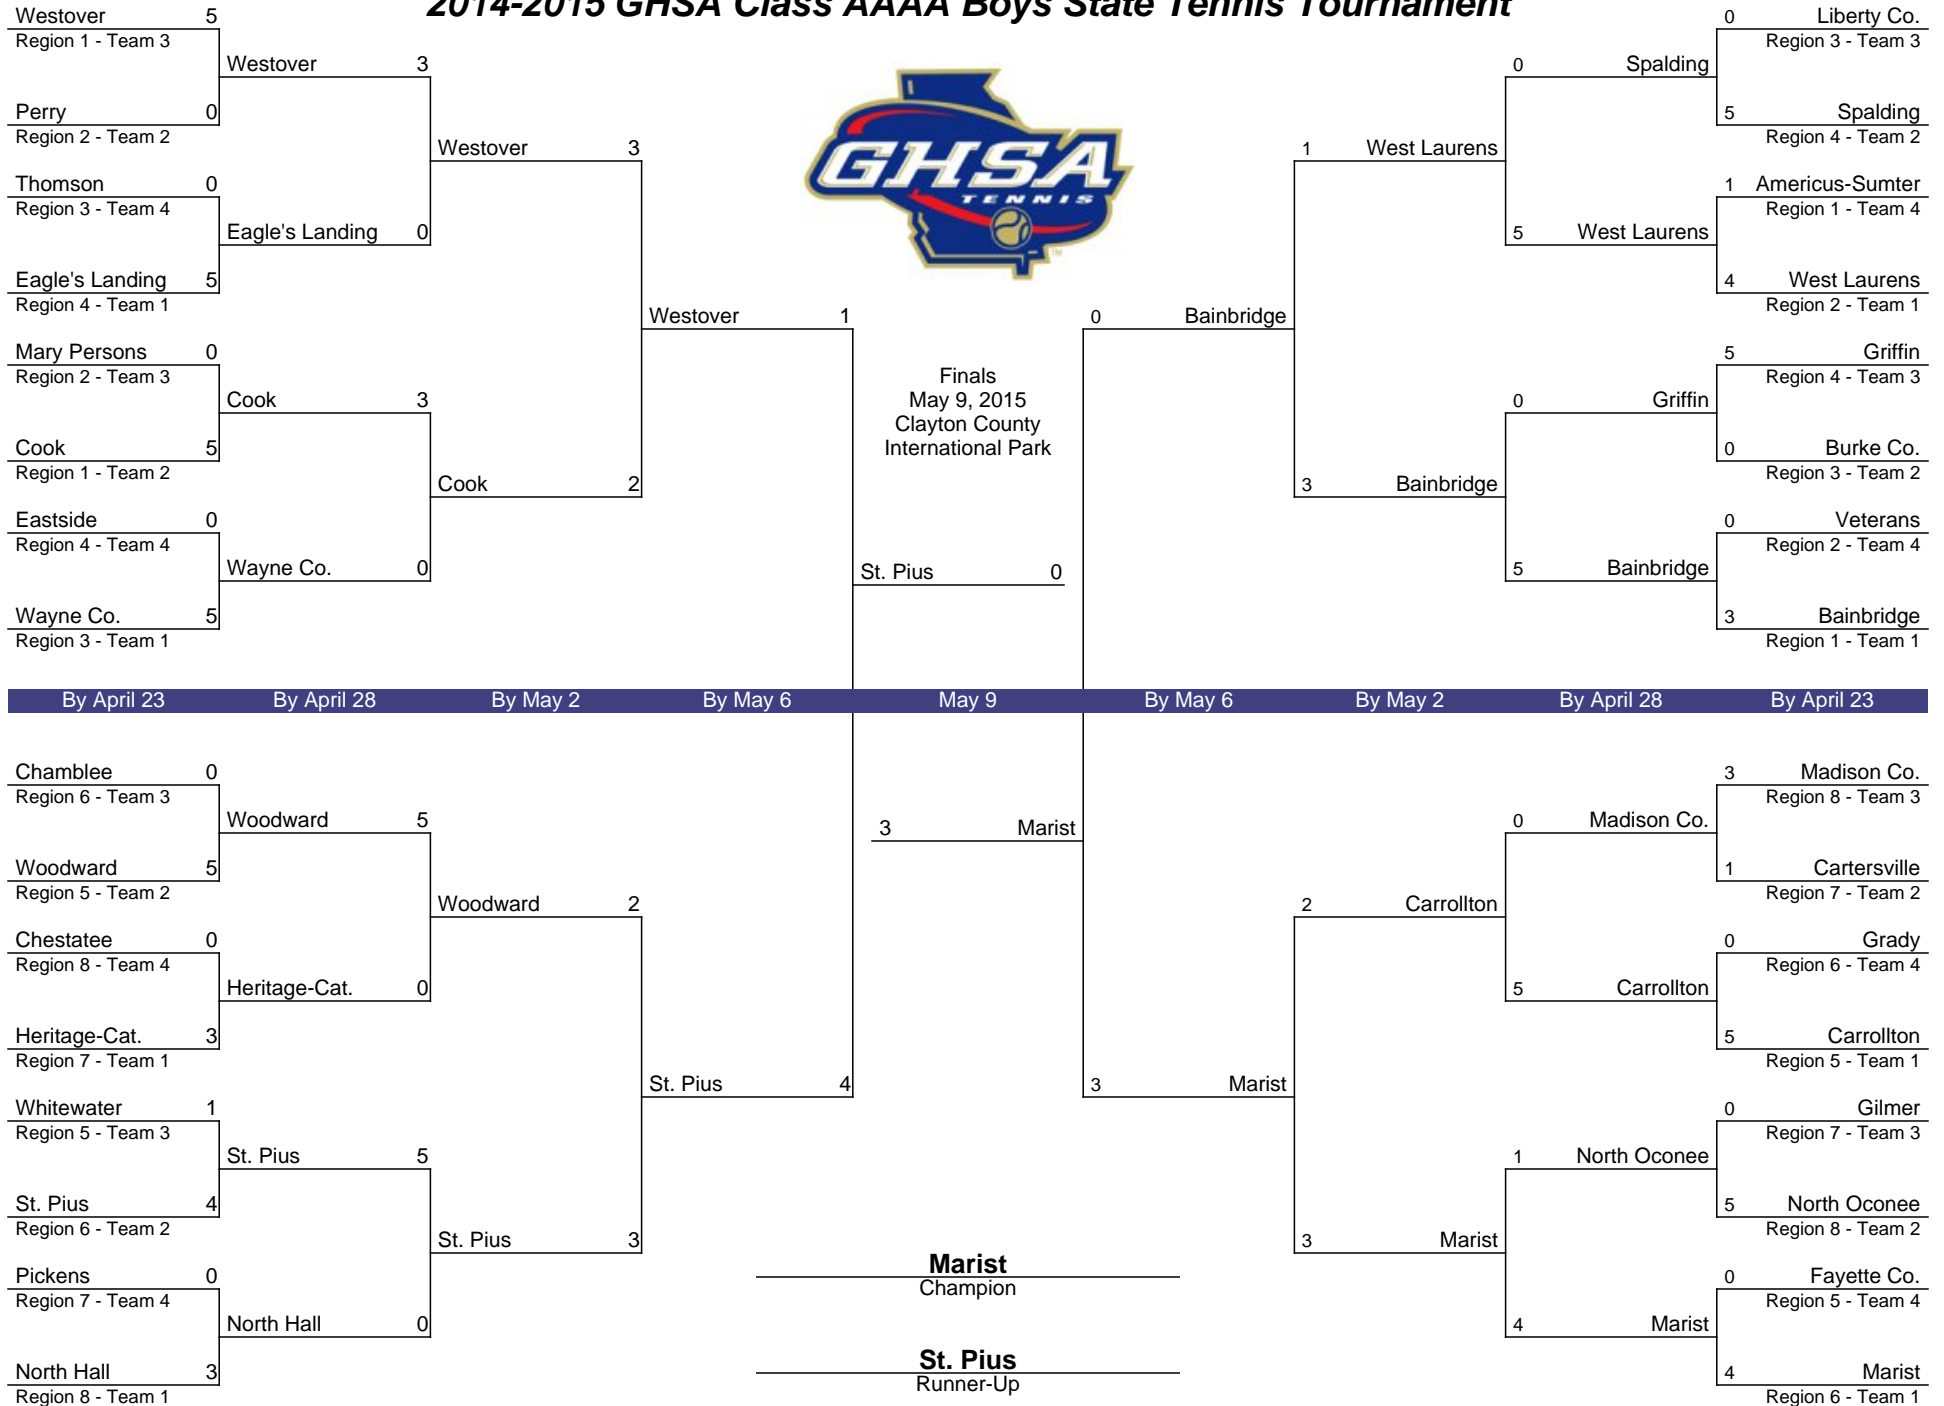 2014-2015 GHSA Class AAAA Boys State Tennis Tournament
Westover 5
Region 1 - Team 3
Perry 0
Region 2 - Team 2
Thomson 0
Region 3 - Team 4
Eagle's Landing 5
Region 4 - Team 1
Mary Persons 0
Region 2 - Team 3
Cook 5
Region 1 - Team 2
Eastside 0
Region 4 - Team 4
Wayne Co. 5
Region 3 - Team 1
Westover 3
Eagle's Landing 0
Cook 3
Wayne Co. 0
Westover 3
Cook 2
Westover 1
GHSA
TENNIS
TM
Finals
May 9, 2015
Clayton County
International Park
St. Pius 0
0 Bainbridge
1 West Laurens
3 Bainbridge
0 Spalding
5 West Laurens
0 Griffin
5 Bainbridge
0 Liberty Co.
Region 3 - Team 3
5 Spalding
Region 4 - Team 2
1 Americus-Sumter
Region 1 - Team 4
4 West Laurens
Region 2 - Team 1
5 Griffin
Region 4 - Team 3
0 Burke Co.
Region 3 - Team 2
0 Veterans
Region 2 - Team 4
3 Bainbridge
Region 1 - Team 1
By April 23 By April 28 By May 2 By May 6 May 9 By May 6 By May 2 By April 28 By April 23
Chamblee 0
Region 6 - Team 3
Woodward 5
Region 5 - Team 2
Chestatee 0
Region 8 - Team 4
Heritage-Cat. 3
Region 7 - Team 1
Whitewater 1
Region 5 - Team 3
St. Pius 4
Region 6 - Team 2
Pickens 0
Region 7 - Team 4
North Hall 3
Region 8 - Team 1
Woodward 5
Heritage-Cat. 0
St. Pius 5
North Hall 0
Woodward 2
St. Pius 3
St. Pius 4
3 Marist
Marist
Champion
St. Pius
Runner-Up
3 Marist
2 Carrollton
3 Marist
0 Madison Co.
5 Carrollton
1 North Oconee
4 Marist
3 Madison Co.
Region 8 - Team 3
1 Cartersville
Region 7 - Team 2
0 Grady
Region 6 - Team 4
5 Carrollton
Region 5 - Team 1
0 Gilmer
Region 7 - Team 3
5 North Oconee
Region 8 - Team 2
0 Fayette Co.
Region 5 - Team 4
4 Marist
Region 6 - Team 1